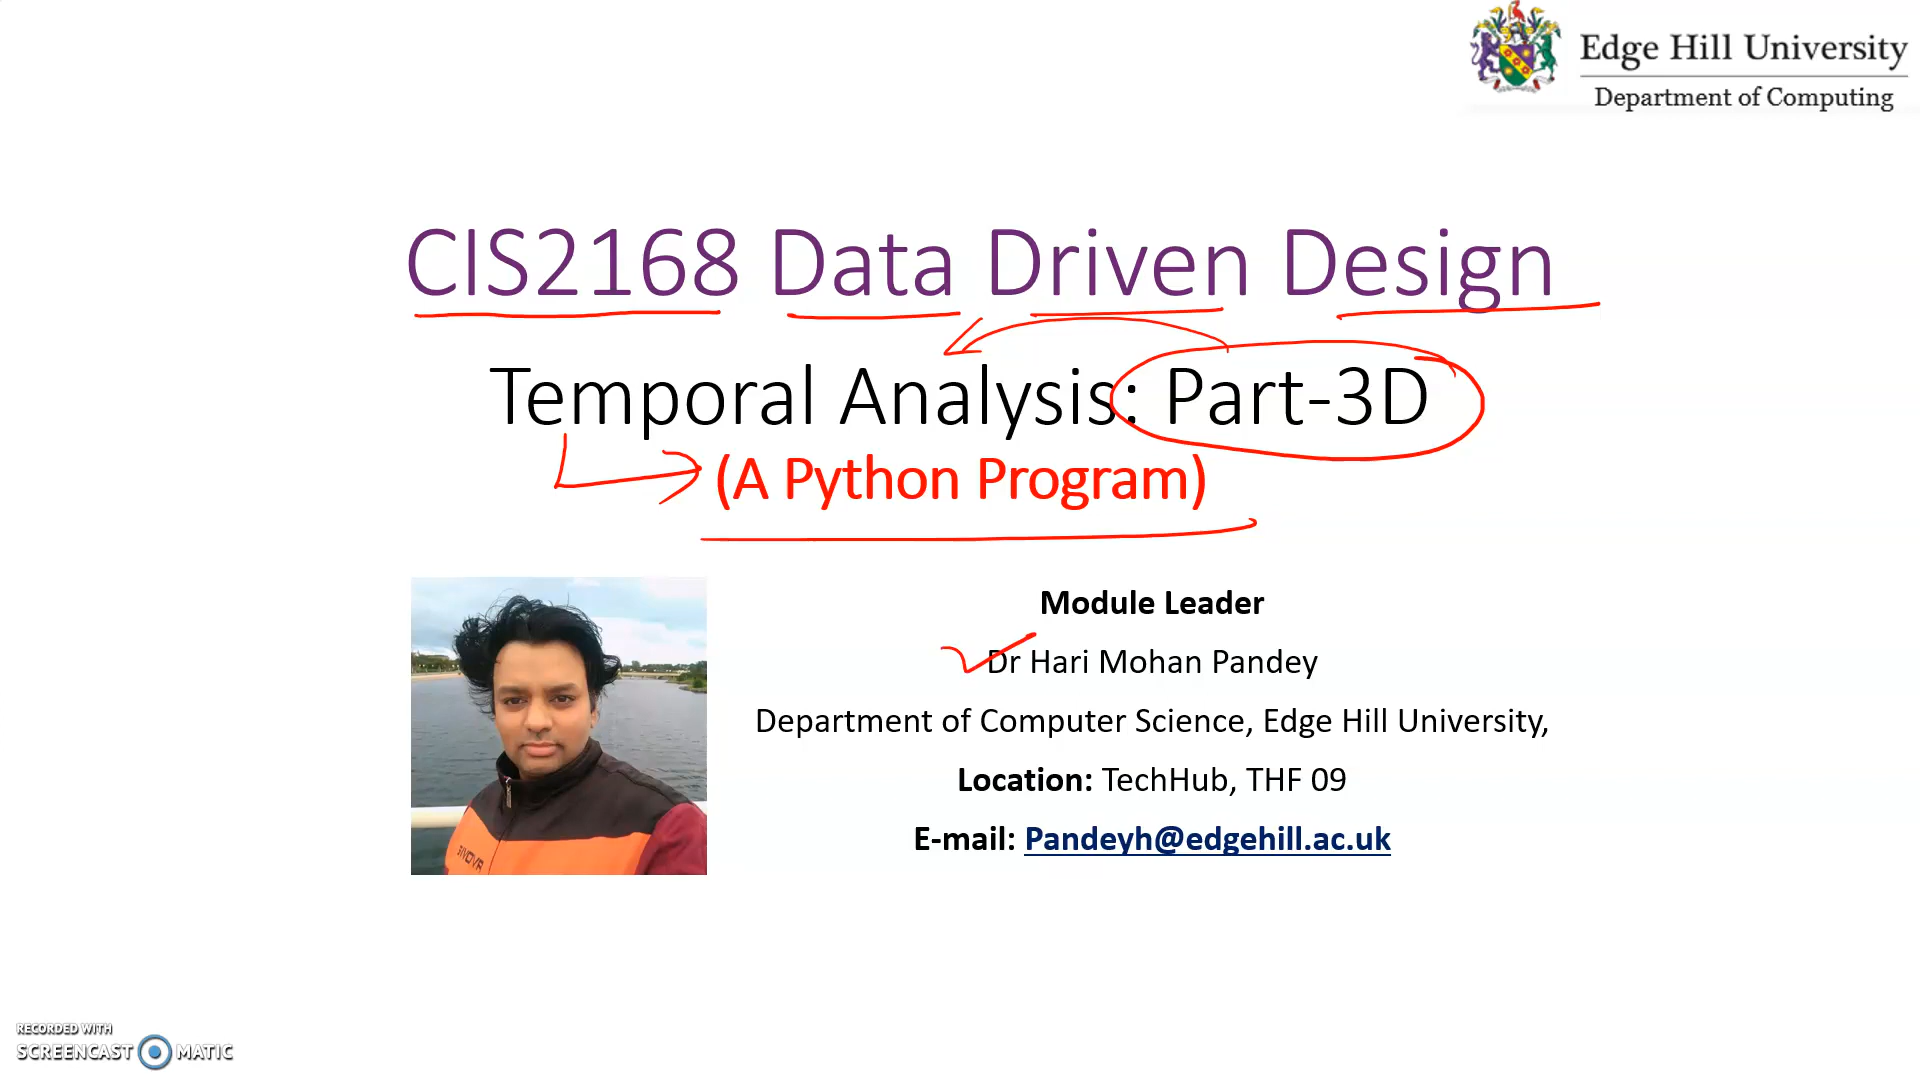 Edge Hill University
Department of Computing
CIS2168 Data Driven Design
Temporal Analysis: Part-3D
(A Python Program)
Module Leader
Dr Hari Mohan Pandey
Department of Computer Science, Edge Hill University,
Location: TechHub, THF 09
E-mail: Pandeyh@edgehill.ac.uk
SIVOVA
RECORDED WITH
SCREENCAST MATIC